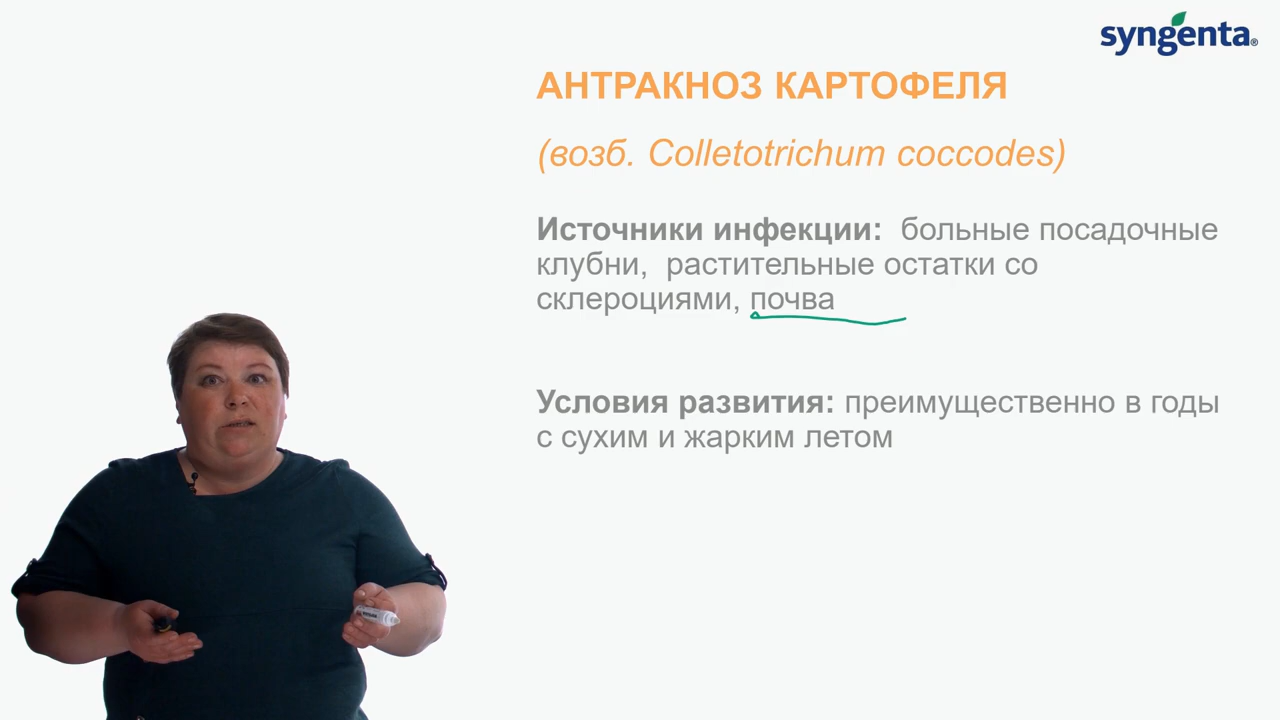 syngenta®
АНТРАКНОЗ КАРТОФЕЛЯ
(возб. Colletotrichum coccodes)
Источники инфекции: больные посадочные
клубни, растительные остатки со
склероциями, почва
Условия развития: преимущественно в годы
с сухим и жарким летом